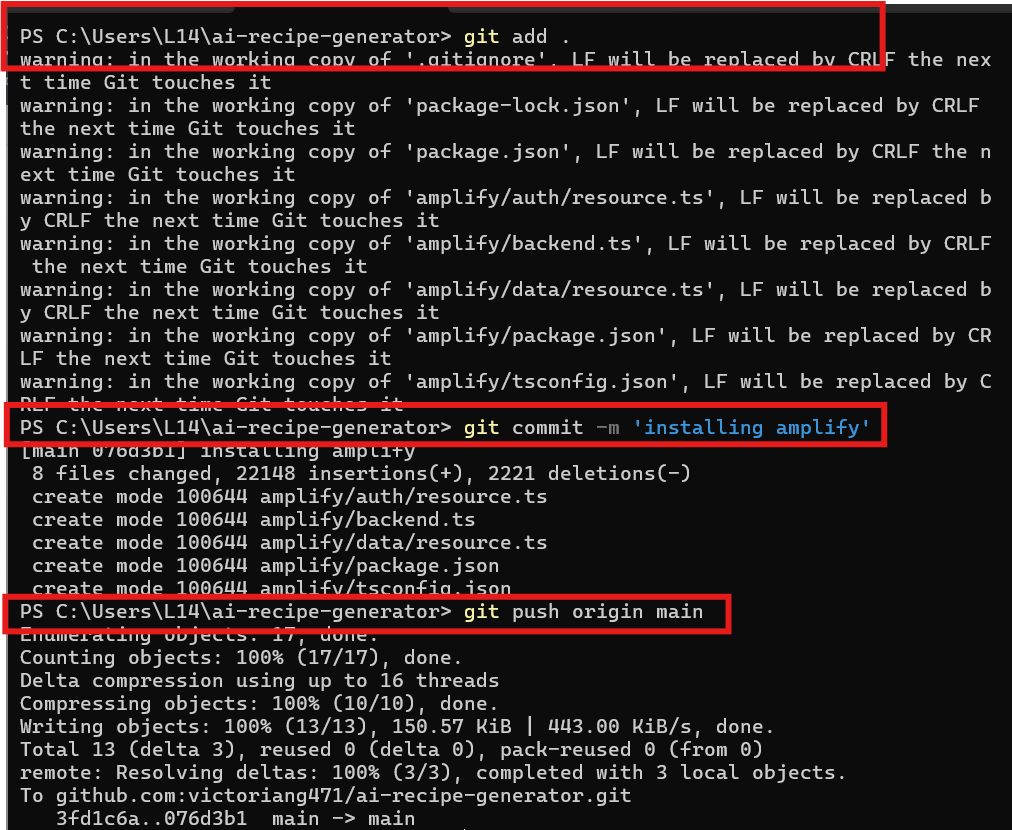 PS C:\Users\L14\ai-recipe-generator> git add .
warning: in the working copy of '.gitignore', LF will be replaced by CRLF the nex
t time Git touches it
warning: in the working copy of 'package-lock.json', LF will be replaced by CRLF
the next time Git touches it
warning: in the working copy of 'package.json', LF will be replaced by CRLF the n
ext time Git touches it
warning: in the working copy of 'amplify/auth/resource.ts', LF will be replaced b
y CRLF the next time Git touches it
warning: in the working copy of 'amplify/backend.ts', LF will be replaced by CRLF
 the next time Git touches it
warning: in the working copy of 'amplify/data/resource.ts', LF will be replaced b
y CRLF the next time Git touches it
warning: in the working copy of 'amplify/package.json', LF will be replaced by CR
LF the next time Git touches it
warning: in the working copy of 'amplify/tsconfig.json', LF will be replaced by C
RLF the next time Git touches it
PS C:\Users\L14\ai-recipe-generator> git commit -m 'installing amplify'
[main 076d3b1] installing amplify
 8 files changed, 22148 insertions(+), 2221 deletions(-)
 create mode 100644 amplify/auth/resource.ts
 create mode 100644 amplify/backend.ts
 create mode 100644 amplify/data/resource.ts
 create mode 100644 amplify/package.json
 create mode 100644 amplify/tsconfig.json
PS C:\Users\L14\ai-recipe-generator> git push origin main
Enumerating objects: 17, done.
Counting objects: 100% (17/17), done.
Delta compression using up to 16 threads
Compressing objects: 100% (10/10), done.
Writing objects: 100% (13/13), 150.57 KiB | 443.00 KiB/s, done.
Total 13 (delta 3), reused 0 (delta 0), pack-reused 0 (from 0)
remote: Resolving deltas: 100% (3/3), completed with 3 local objects.
To github.com:victoriang471/ai-recipe-generator.git
   3fd1c6a..076d3b1  main -> main